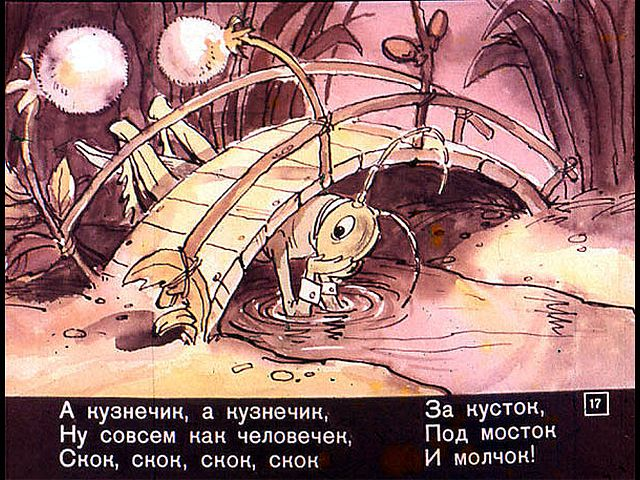 А кузнечик, а кузнечик,
Ну совсем как человечек,
Скок, скок, скок, скок
За кусток,
Под мосток
И молчок!
17